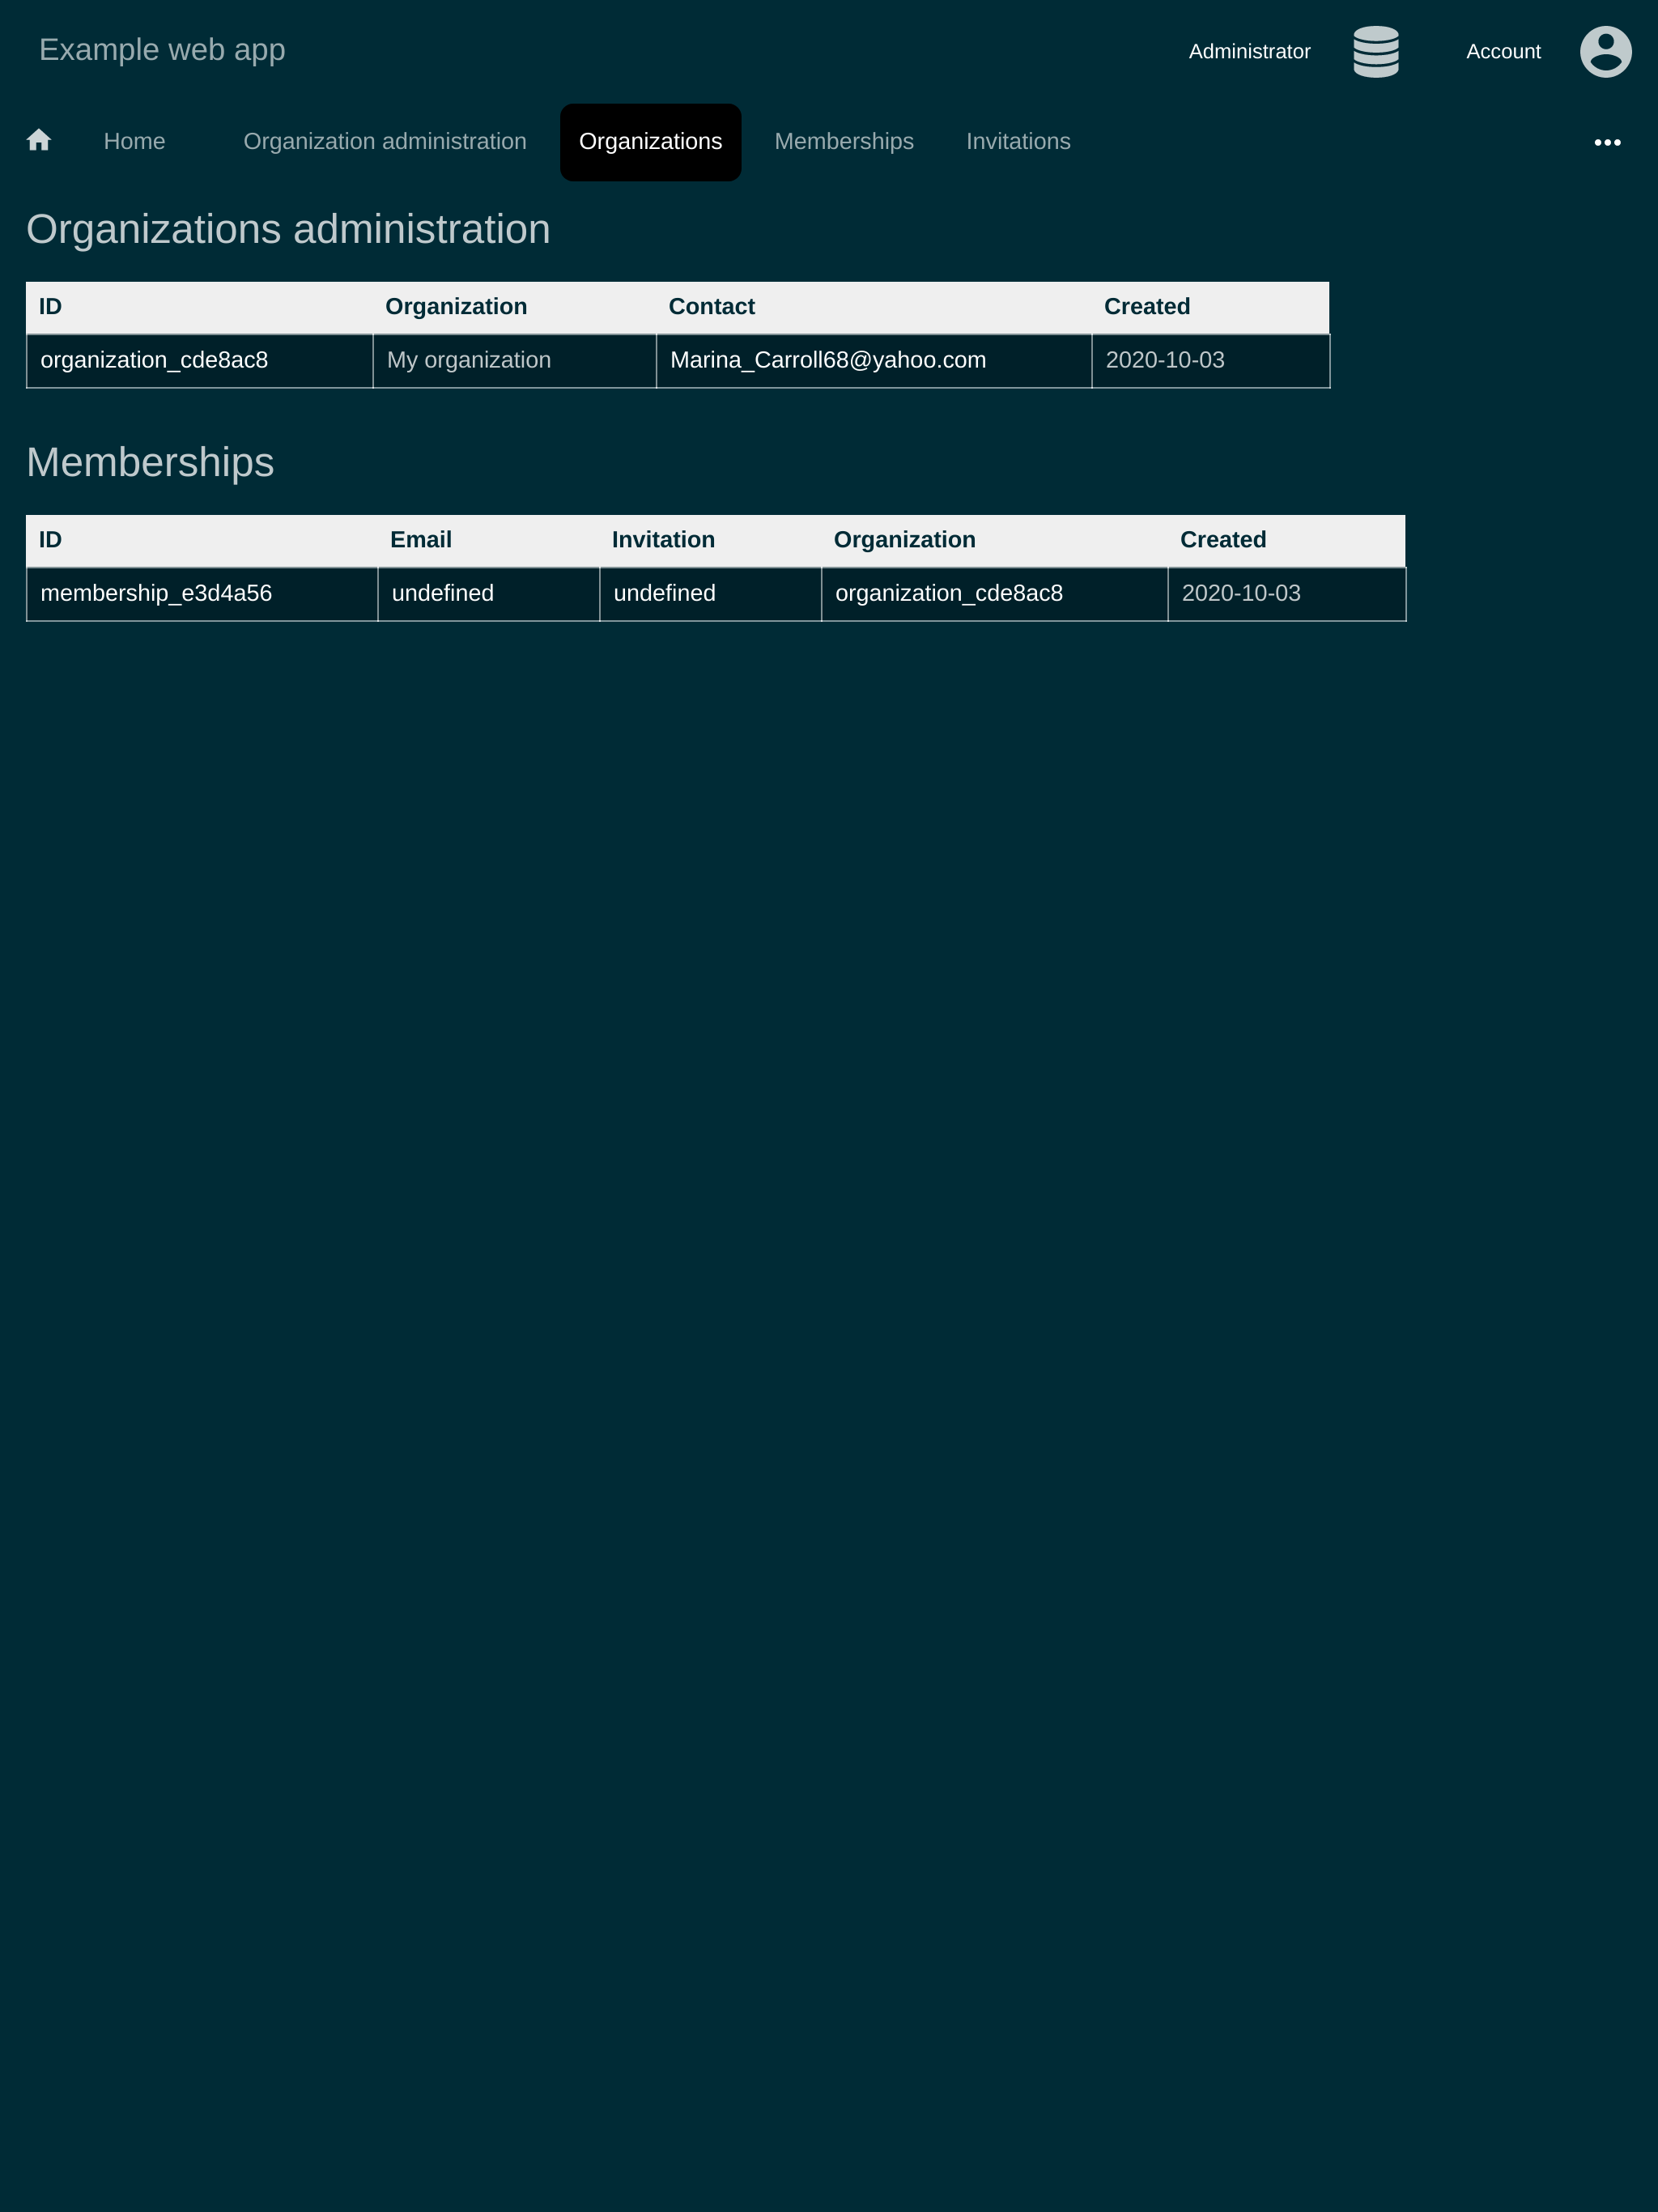 Example web app
Administrator
Account
Home
Organization administration
Organizations
Memberships
Invitations
Organizations administration
ID Organization Contact Created
organization_cde8ac8 My organization Marina_Carroll68@yahoo.com 2020-10-03
Memberships
ID Email Invitation Organization Created
membership_e3d4a56 undefined undefined organization_cde8ac8 2020-10-03